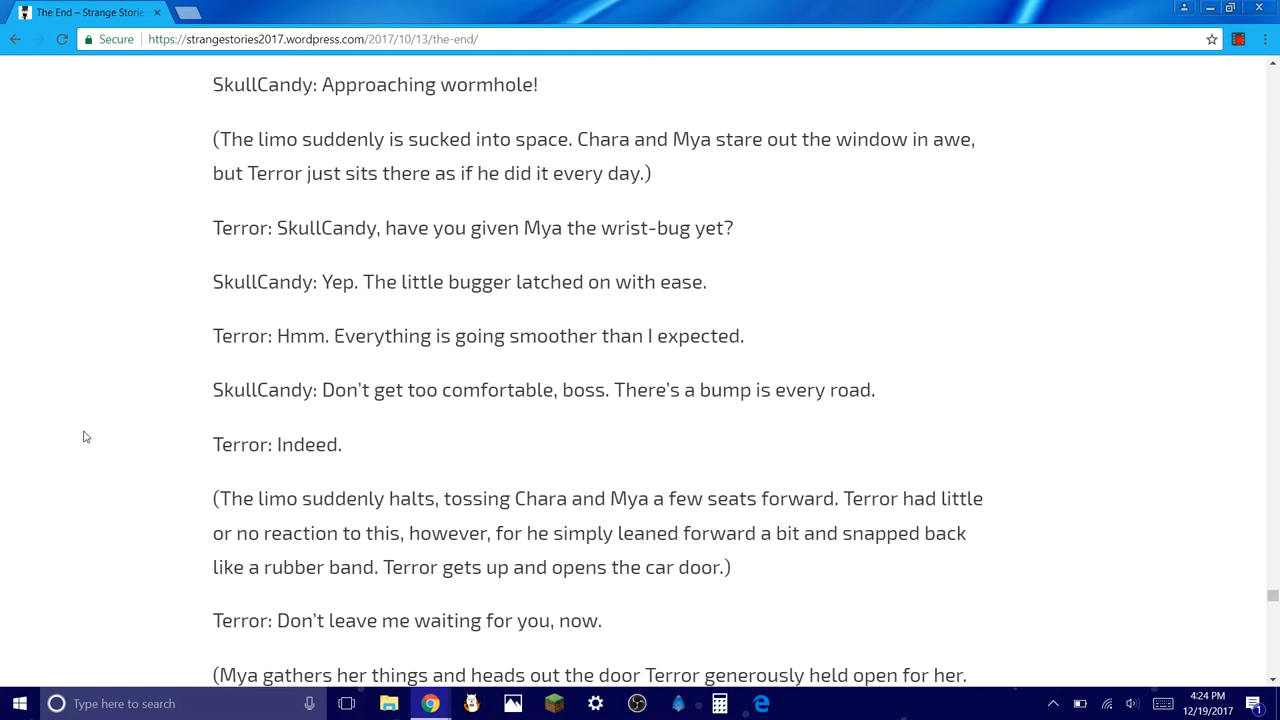 The End – Strange Storie
Secure
https://strangestories2017.wordpress.com/2017/10/13/the-end/
SkullCandy: Approaching wormhole!
(The limo suddenly is sucked into space. Chara and Mya stare out the window in awe,
but Terror just sits there as if he did it every day.)
Terror: SkullCandy, have you given Mya the wrist-bug yet?
SkullCandy: Yep. The little bugger latched on with ease.
Terror: Hmm. Everything is going smoother than I expected.
SkullCandy: Don’t get too comfortable, boss. There’s a bump is every road.
Terror: Indeed.
(The limo suddenly halts, tossing Chara and Mya a few seats forward. Terror had little
or no reaction to this, however, for he simply leaned forward a bit and snapped back
like a rubber band. Terror gets up and opens the car door.)
Terror: Don’t leave me waiting for you, now.
(Mya gathers her things and heads out the door Terror generously held open for her.
Type here to search
4:24 PM
12/19/2017
1